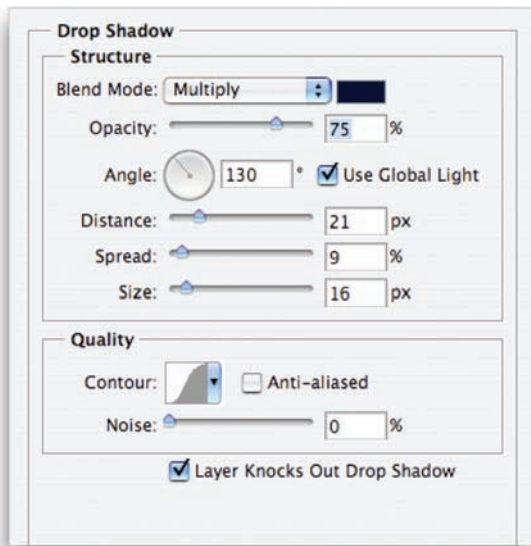 Drop Shadow
Structure
Blend Mode: Multiply
Opacity: 75 %
Angle: 130 ° Use Global Light
Distance: 21 px
Spread: 9 %
Size: 16 px
Quality
Contour: Anti-aliased
Noise: 0 %
Layer Knocks Out Drop Shadow